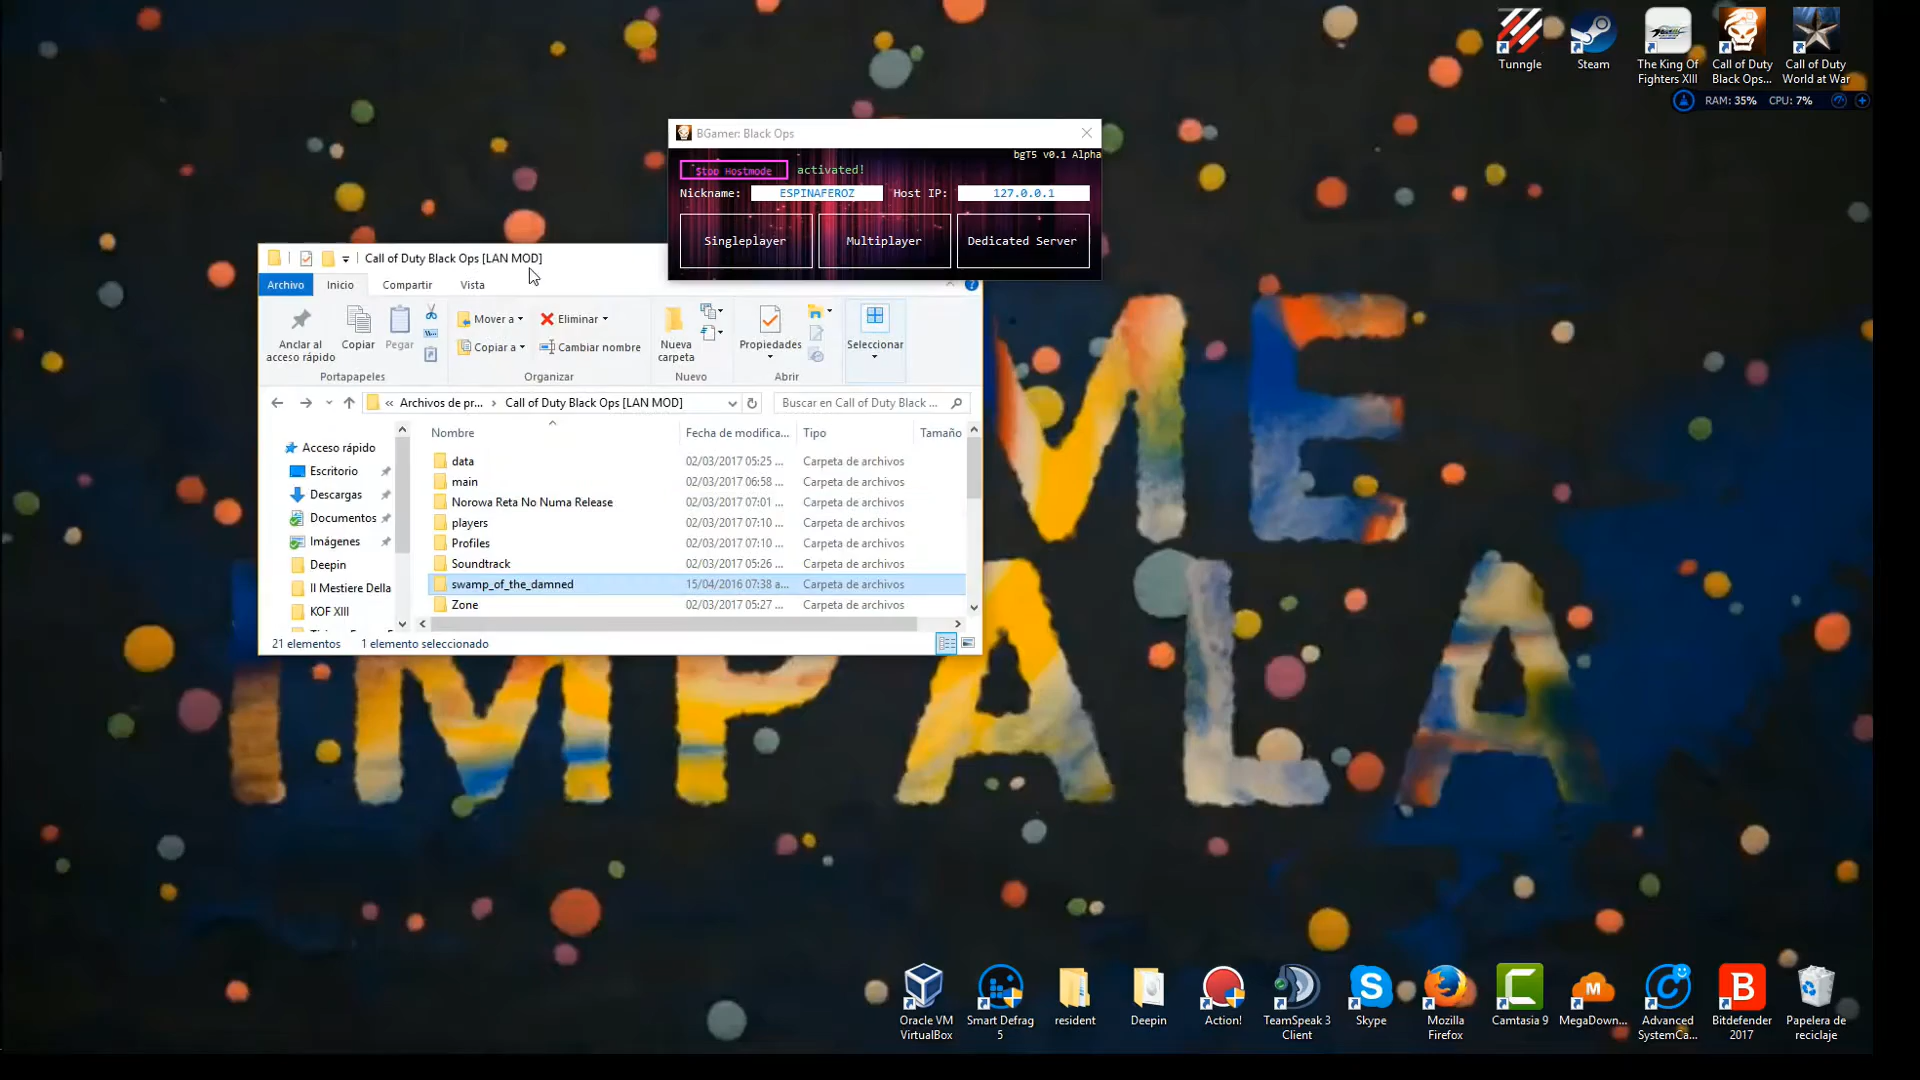 Tunngle
Steam
The King Of
Fighters XIII
Call of Duty
Black Ops...
Call of Duty
World at War
RAM: 35% CPU: 7%
BGamer: Black Ops
bgT5 v0.1 Alpha
Stop Hostmode activated!
Nickname: ESPINAFEROZ Host IP: 127.0.0.1
Singleplayer Multiplayer Dedicated Server
Call of Duty Black Ops [LAN MOD]
Archivo Inicio Compartir Vista
Anclar al
acceso rápido
Copiar
Pegar
Mover a
Copiar a
Eliminar
Cambiar nombre
Nueva
carpeta
Propiedades
Seleccionar
Portapapeles Organizar Nuevo Abrir
« Archivos de pr... > Call of Duty Black Ops [LAN MOD]
Buscar en Call of Duty Black ...
Nombre Fecha de modifica... Tipo Tamaño
Acceso rápido
Escritorio
Descargas
Documentos
Imágenes
Deepin
Il Mestiere Della
KOF XIII
data 02/03/2017 05:25 ... Carpeta de archivos
main 02/03/2017 06:58 ... Carpeta de archivos
Norowa Reta No Numa Release 02/03/2017 07:01 ... Carpeta de archivos
players 02/03/2017 07:10 ... Carpeta de archivos
Profiles 02/03/2017 07:10 ... Carpeta de archivos
Soundtrack 02/03/2017 05:26 ... Carpeta de archivos
swamp_of_the_damned 15/04/2016 07:38 a... Carpeta de archivos
Zone 02/03/2017 05:27 ... Carpeta de archivos
21 elementos 1 elemento seleccionado
IMPALA
Oracle VM
VirtualBox
Smart Defrag
5
resident
Deepin
Action!
TeamSpeak 3
Client
Skype
Mozilla
Firefox
Camtasia 9
MegaDown...
Advanced
SystemCa...
Bitdefender
2017
Papelera de
reciclaje